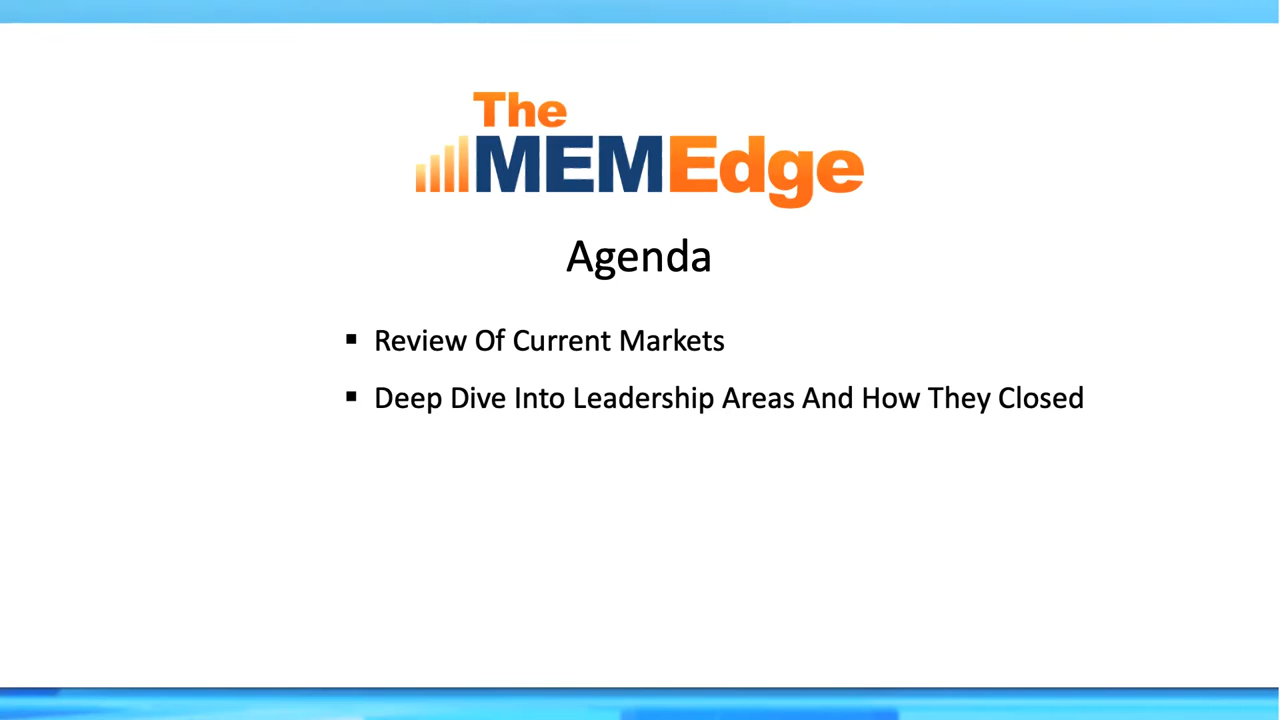 The
MEMEdge
Agenda
▪ Review Of Current Markets
▪ Deep Dive Into Leadership Areas And How They Closed